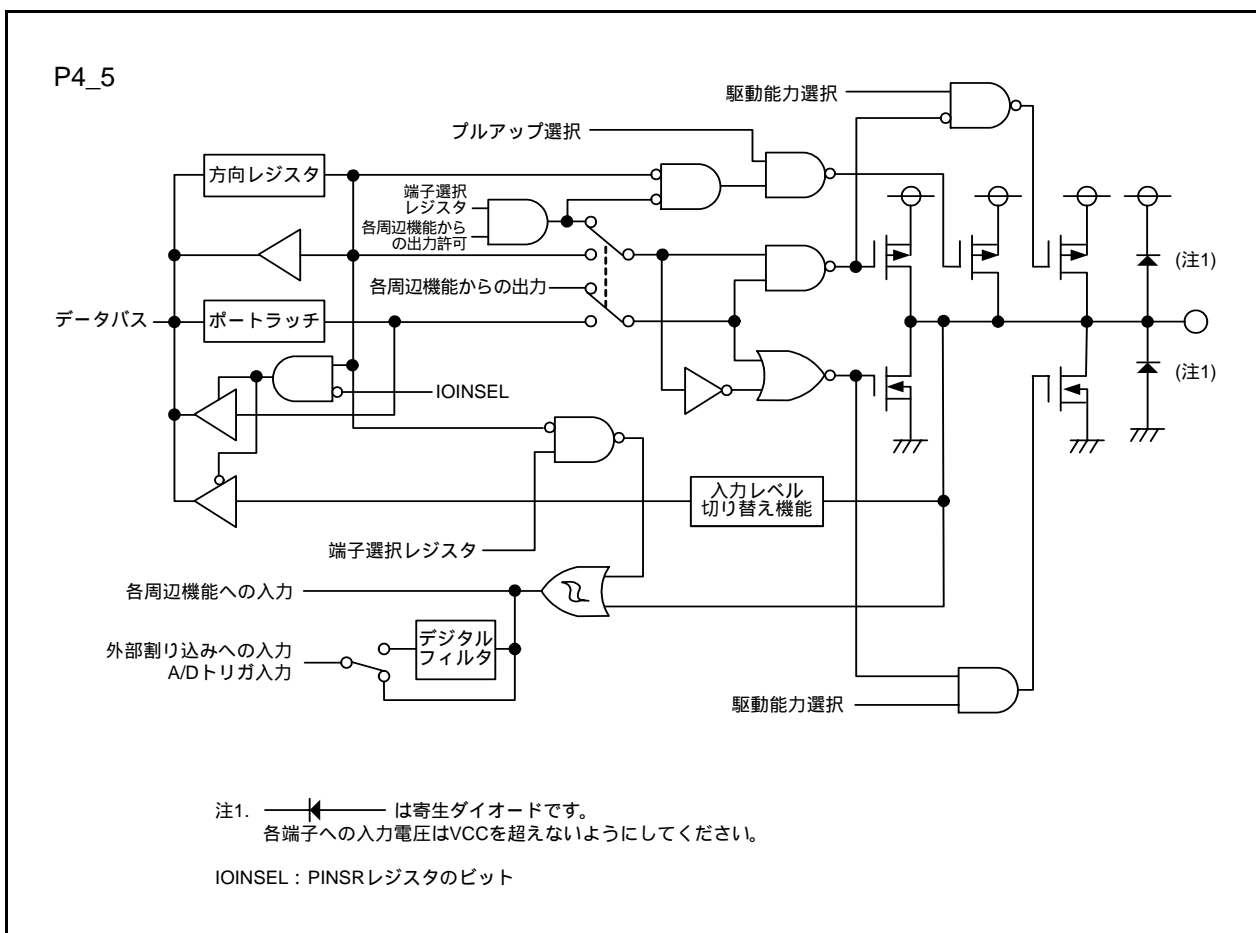 P4_5
駆動能力選択
プルアップ選択
方向レジスタ
端子選択
レジスタ
各周辺機能から
の出力許可
(注1)
各周辺機能からの出力
データバス
ポートラッチ
IOINSEL
(注1)
入力レベル
切り替え機能
端子選択レジスタ
各周辺機能への入力
デジタル
フィルタ
外部割り込みへの入力
A/Dトリガ入力
駆動能力選択
注1. は寄生ダイオードです。
各端子への入力電圧はVCCを超えないようにしてください。
IOINSEL：PINSRレジスタのビット